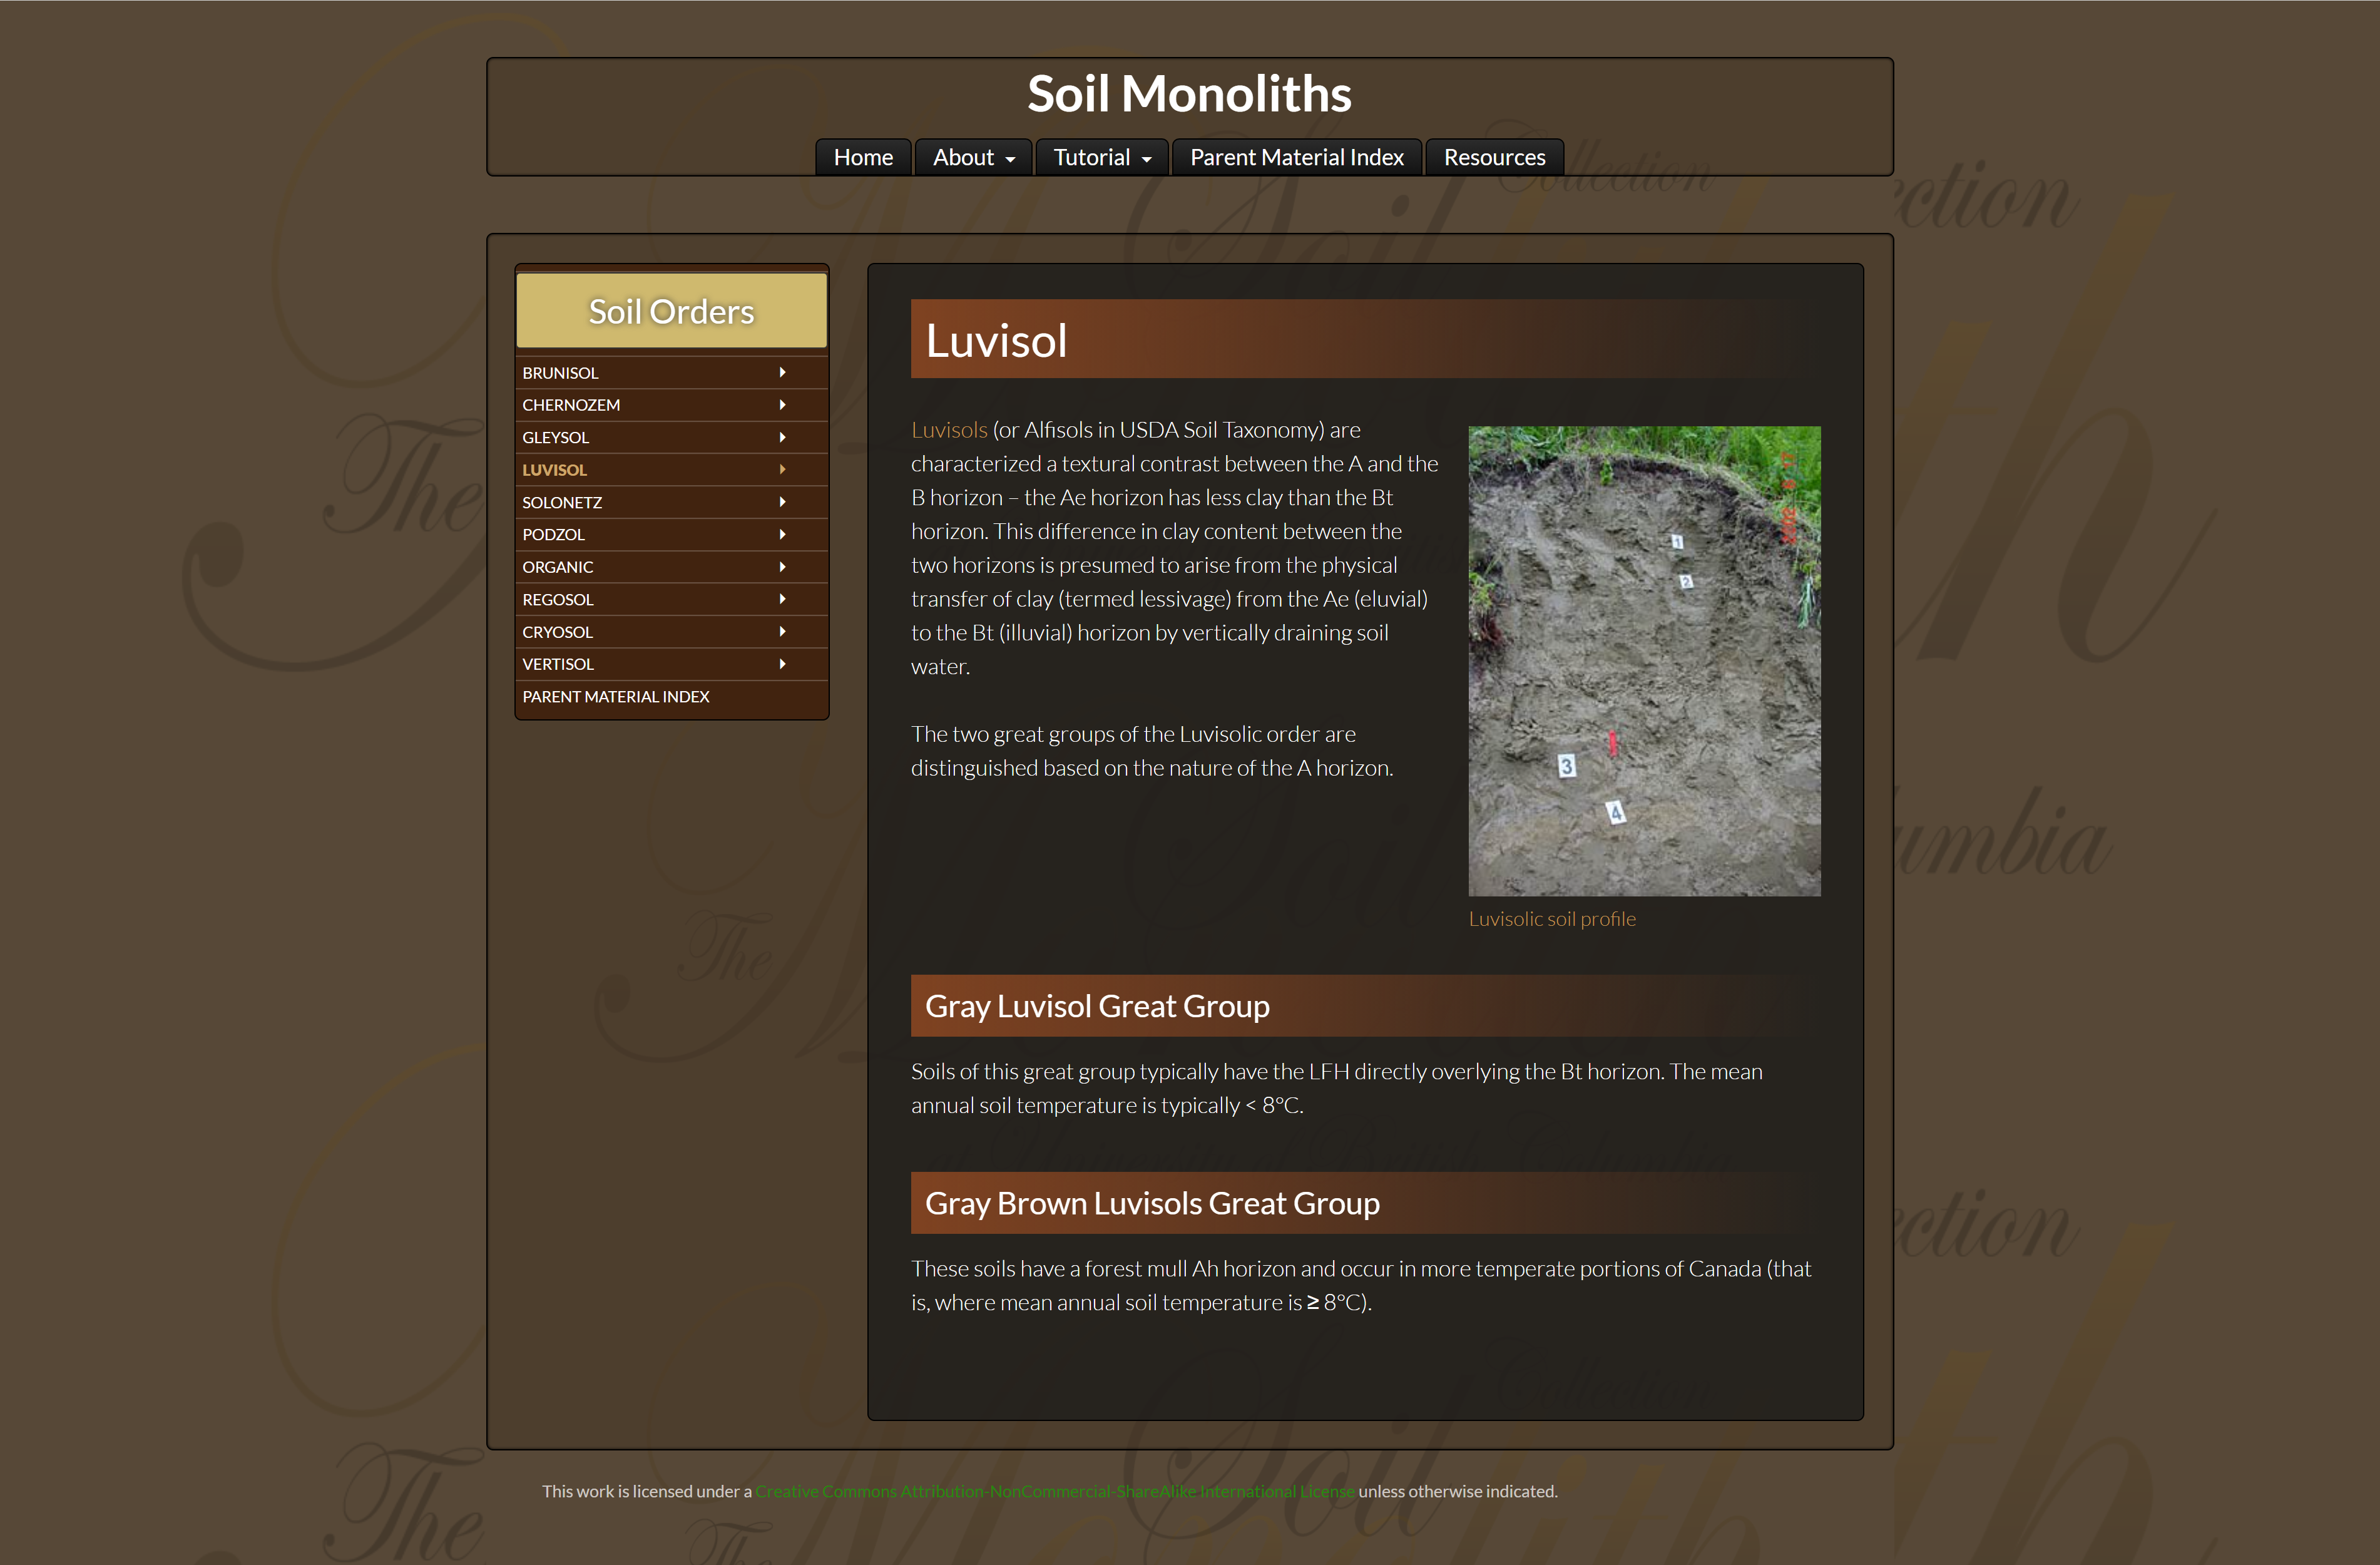 Soil Monoliths
Home About Tutorial Parent Material Index Resources
Soil Orders
BRUNISOL
CHERNOZEM
GLEYSOL
LUVISOL
SOLONETZ
PODZOL
ORGANIC
REGOSOL
CRYOSOL
VERTISOL
PARENT MATERIAL INDEX
Luvisol
Luvisols (or Alfisols in USDA Soil Taxonomy) are
characterized a textural contrast between the A and the
B horizon – the Ae horizon has less clay than the Bt
horizon. This difference in clay content between the
two horizons is presumed to arise from the physical
transfer of clay (termed lessivage) from the Ae (eluvial)
to the Bt (illuvial) horizon by vertically draining soil
water.
The two great groups of the Luvisolic order are
distinguished based on the nature of the A horizon.
1
2
3
4
Luvisolic soil profile
Gray Luvisol Great Group
Soils of this great group typically have the LFH directly overlying the Bt horizon. The mean
annual soil temperature is typically < 8°C.
Gray Brown Luvisols Great Group
These soils have a forest mull Ah horizon and occur in more temperate portions of Canada (that
is, where mean annual soil temperature is ≥ 8°C).
This work is licensed under a Creative Commons Attribution-NonCommercial-ShareAlike International License unless otherwise indicated.
The
Soil
Collection
The
Soil
The